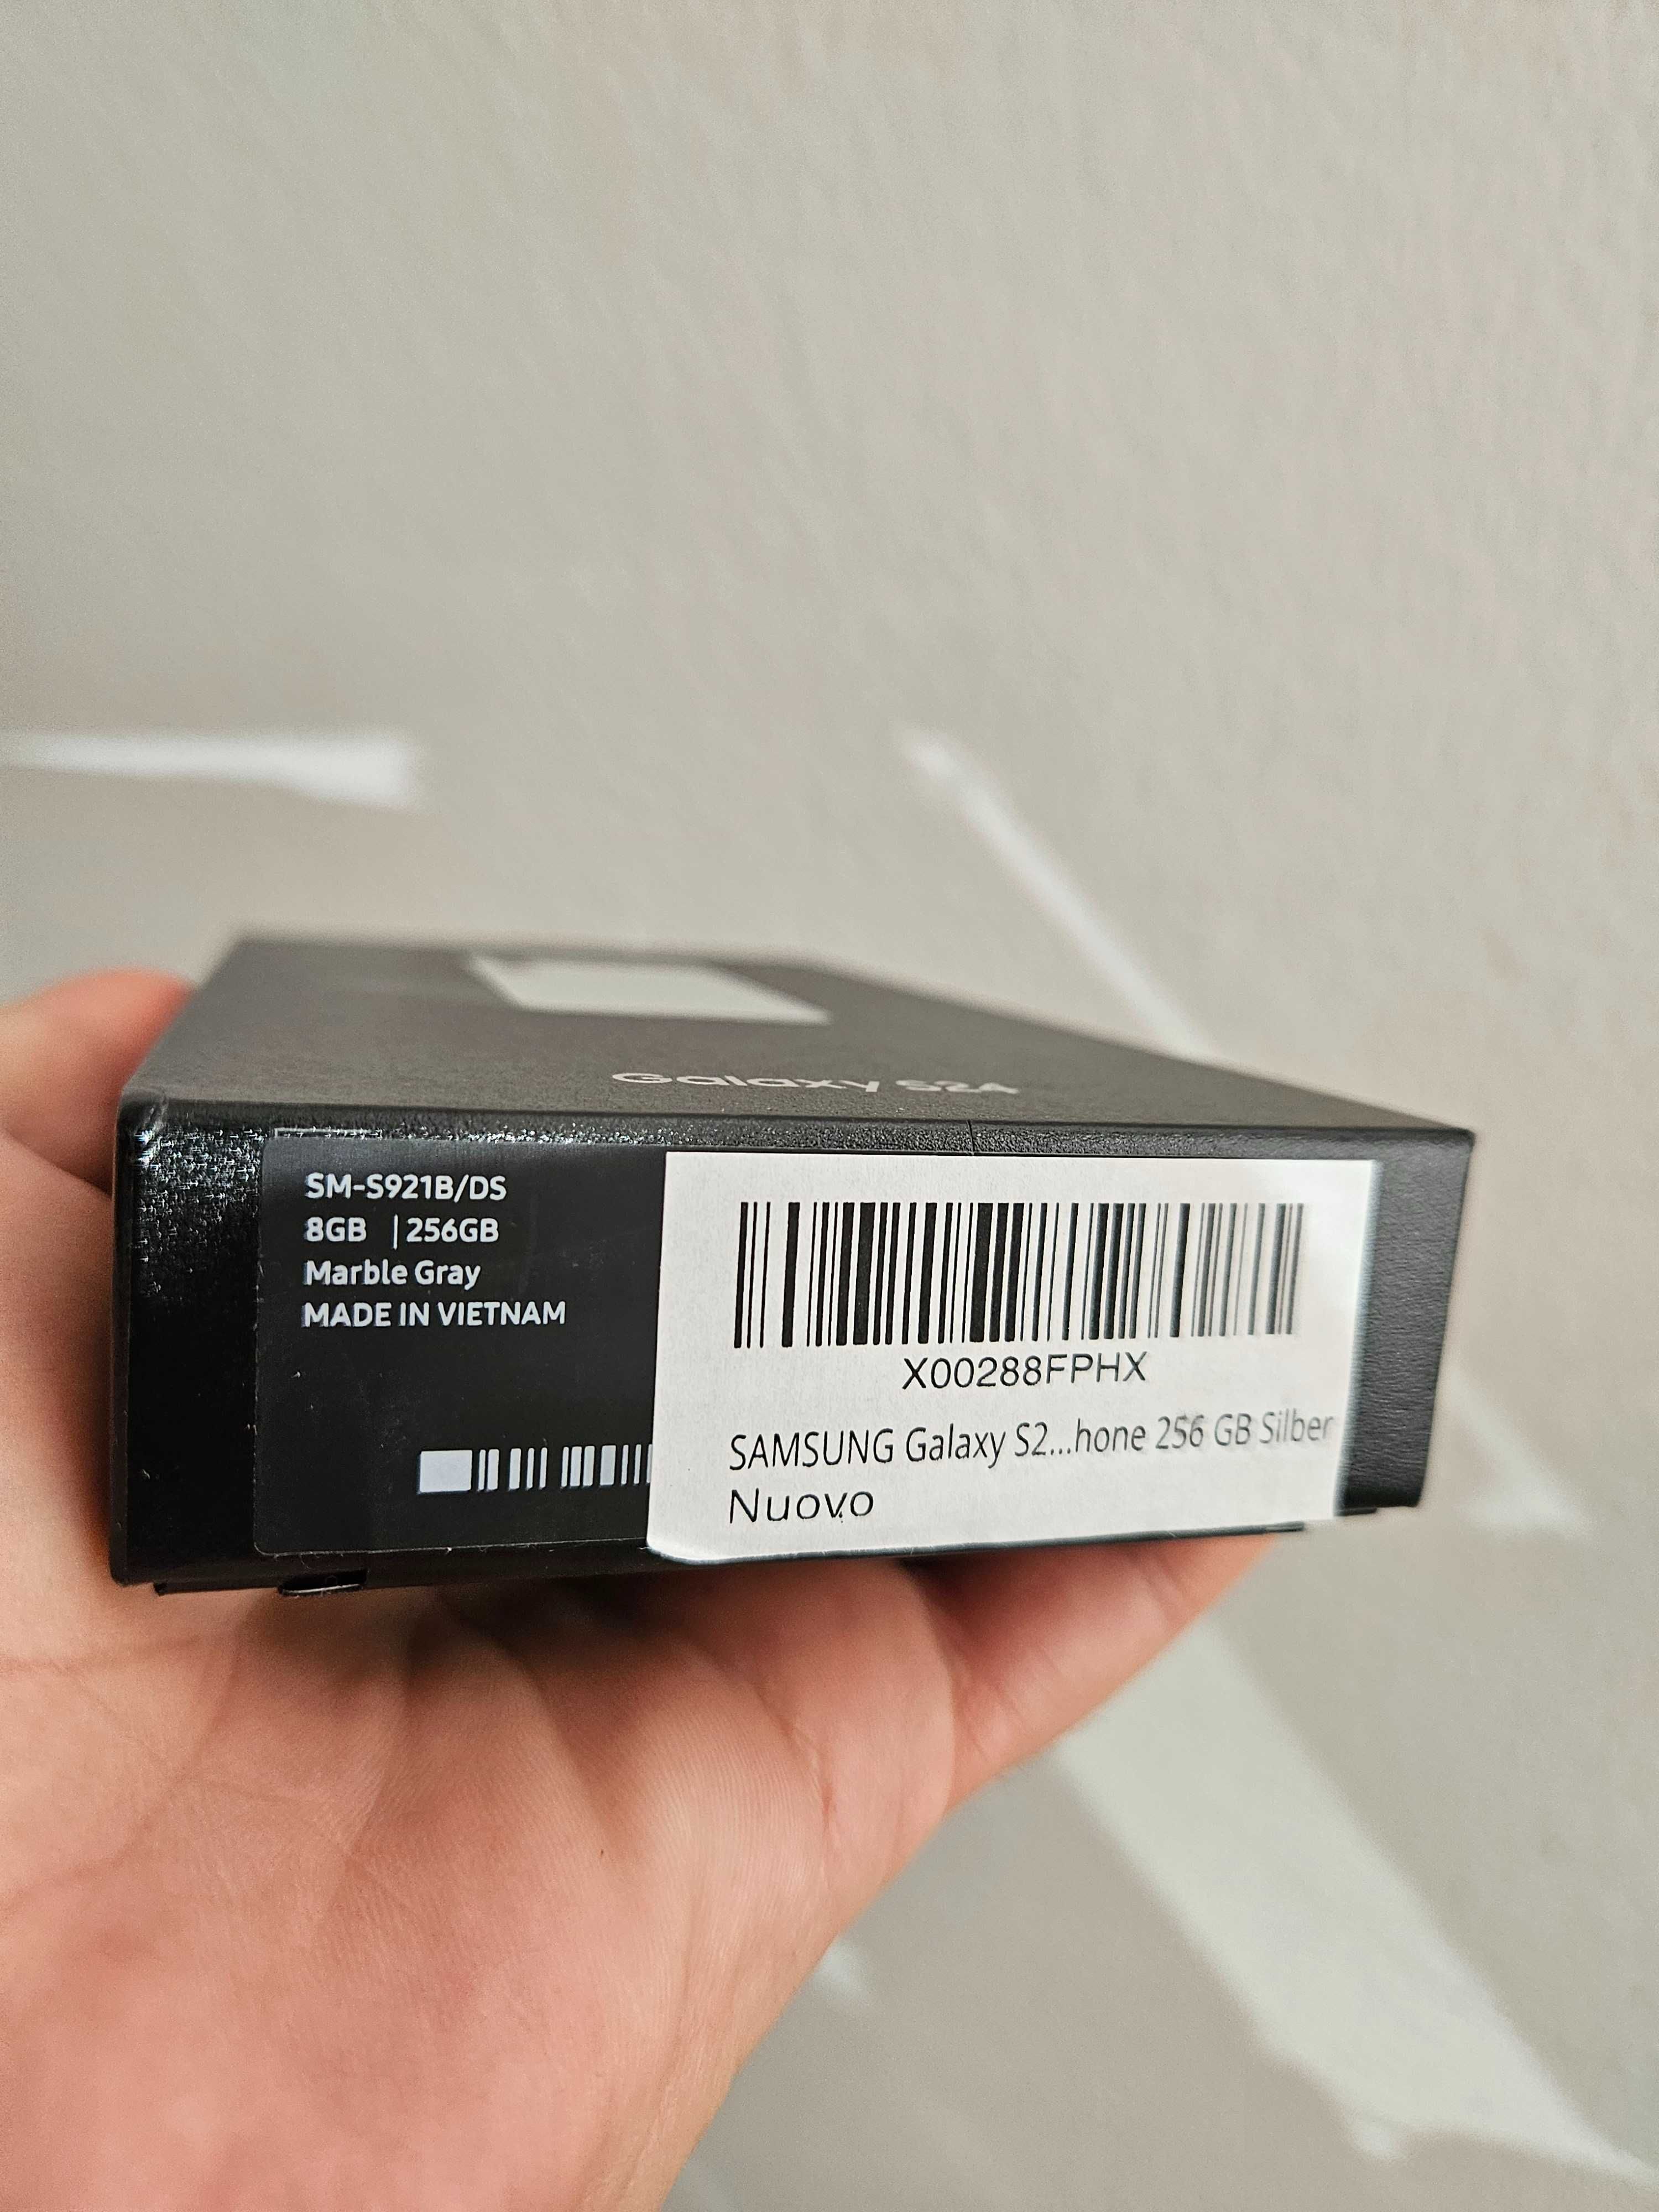 Galaxy S24
SM-S921B/DS
8GB | 256GB
Marble Gray
MADE IN VIETNAM
X00288FPHX
SAMSUNG Galaxy S2...hone 256 GB Silber
Nuovo